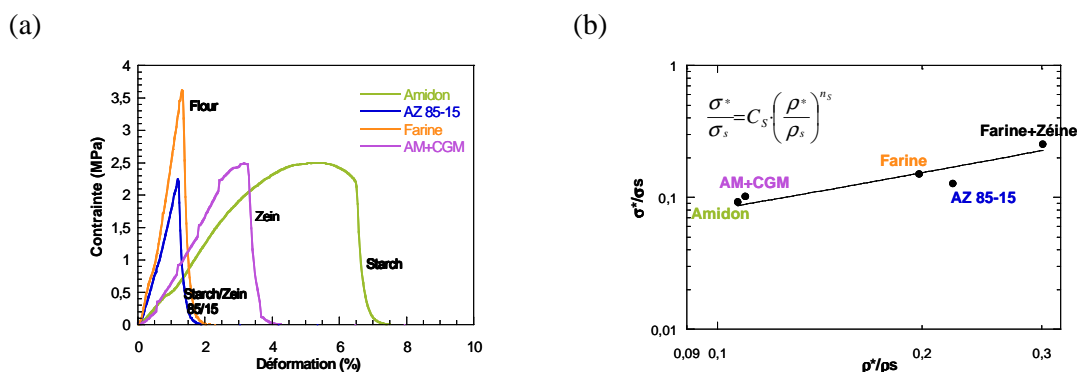 (a)
(b)
Contrainte (MPa)
4
3,5
3
2,5
2
1,5
1
0,5
0
0 2 4 6 8 10
Déformation (%)
Flour
Amidon
AZ 85-15
Farine
AM+CGM
Zein
Starch
Starch/Zein
85/15
σ*/σs
1
0,1
0,01
0,09 0,1 0,2 0,3
ρ*/ρs
σ*/σs=CS·(ρ*/ρs)^nS
Farine+Zéine
Farine
AM+CGM
AZ 85-15
Amidon